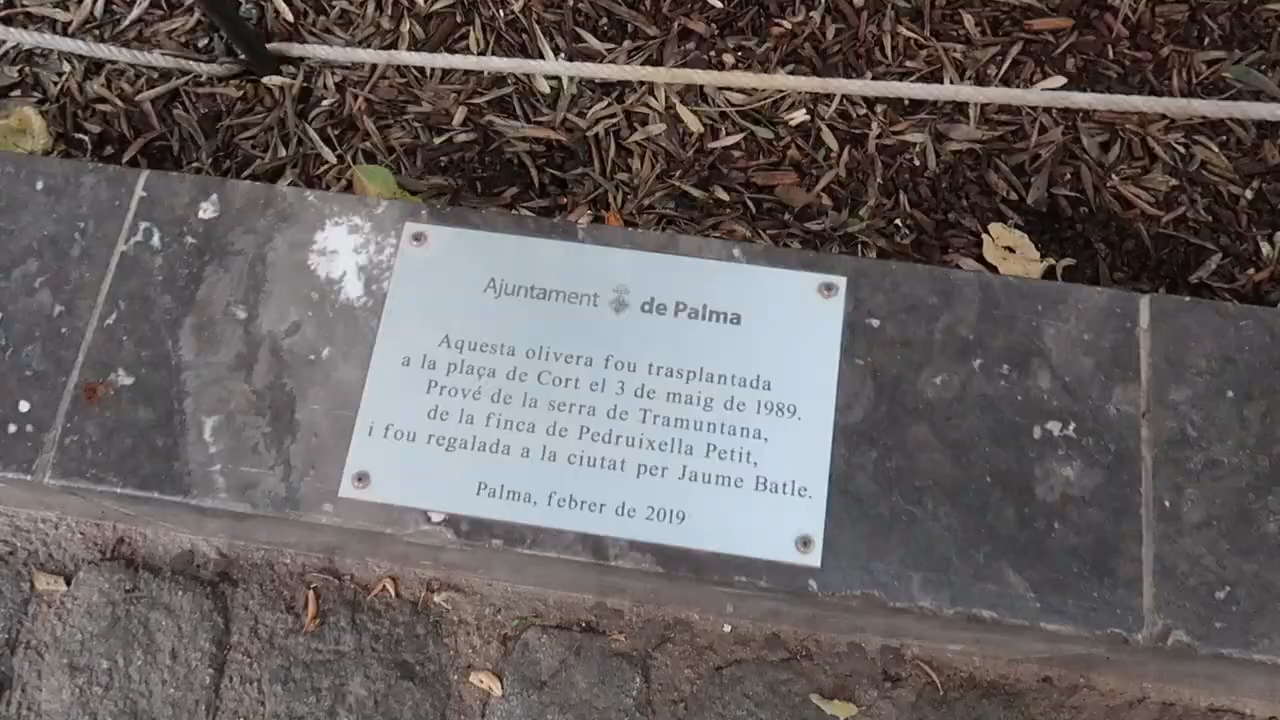 Ajuntament de Palma
Aquesta olivera fou trasplantada
a la plaça de Cort el 3 de maig de 1989.
Prové de la serra de Tramuntana,
de la finca de Pedruixella Petit,
i fou regalada a la ciutat per Jaume Batle.
Palma, febrer de 2019